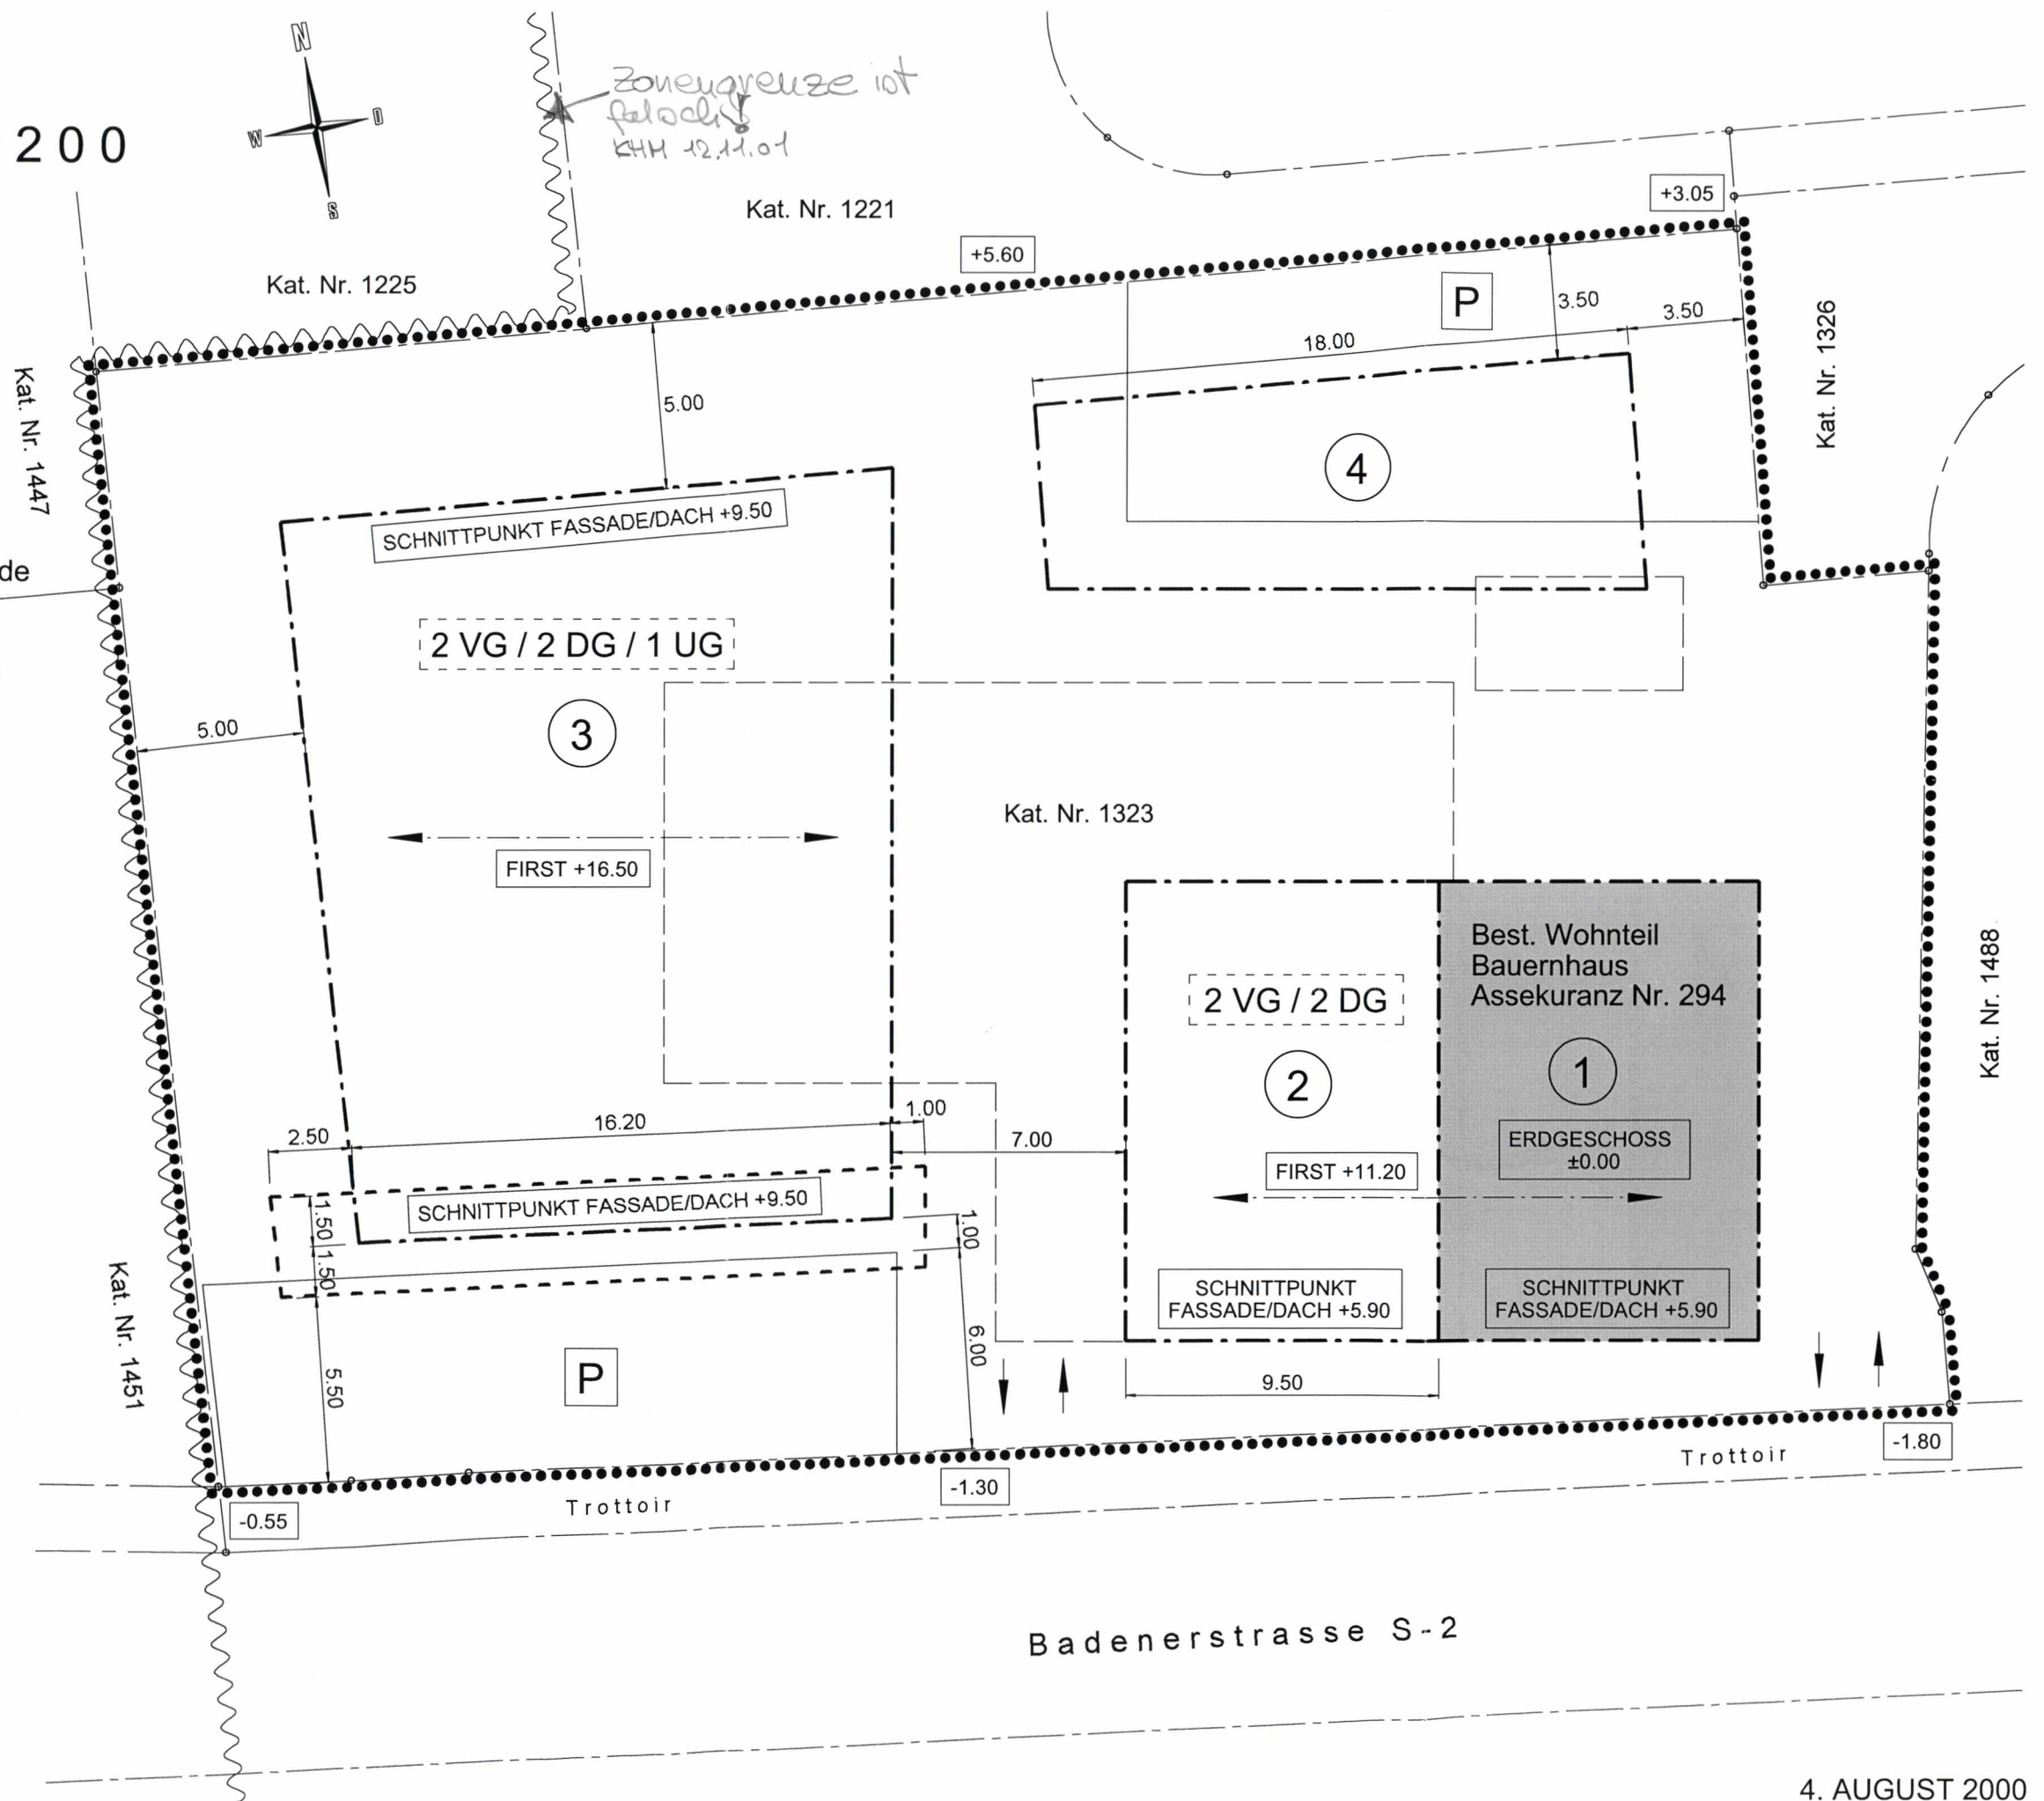 N
W
O
S
200
Zonengrenze ist
falsch!
KHM 12.11.01
Kat. Nr. 1221
+3.05
+5.60
Kat. Nr. 1225
P
3.50
3.50
18.00
Kat. Nr. 1326
Kat. Nr. 1447
5.00
4
SCHNITTPUNKT FASSADE/DACH +9.50
de
2 VG / 2 DG / 1 UG
3
5.00
Kat. Nr. 1323
FIRST +16.50
Best. Wohnteil
Bauernhaus
Assekuranz Nr. 294
2 VG / 2 DG
Kat. Nr. 1488
1
2
1.00
16.20
2.50
7.00
ERDGESCHOSS
±0.00
FIRST +11.20
SCHNITTPUNKT FASSADE/DACH +9.50
1.50
1.50
1.00
SCHNITTPUNKT
FASSADE/DACH +5.90
SCHNITTPUNKT
FASSADE/DACH +5.90
Kat. Nr. 1451
6.00
P
5.50
9.50
-1.80
Trottoir
-1.30
Trottoir
-0.55
Badenerstrasse S-2
4. AUGUST 2000